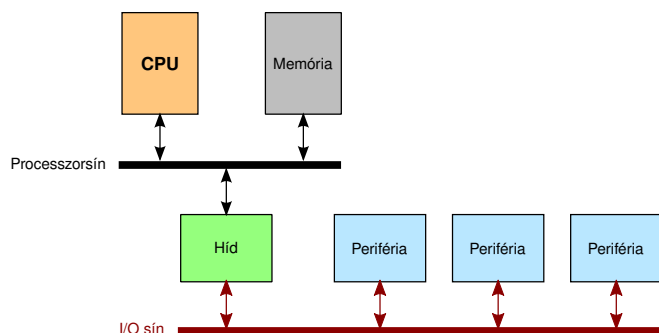 CPU
Memória
Processzorsín
Híd
Periféria
Periféria
Periféria
I/O sín